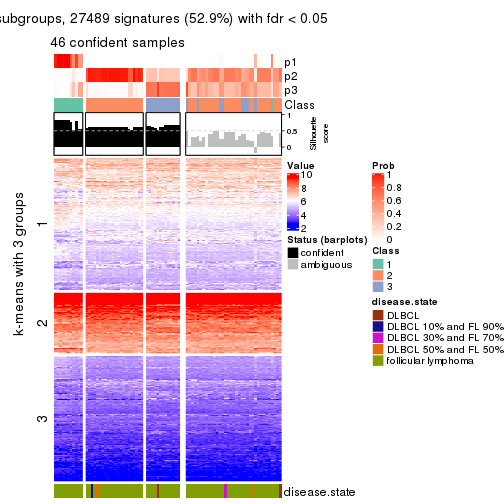 subgroups, 27489 signatures (52.9%) with fdr < 0.05
46 confident samples
p1
p2
p3
Class
1
0.5
0
Silhouette
score
k-means with 3 groups
1
2
3
disease.state
Value
10
8
6
4
2
Status (barplots)
confident
ambiguous
Prob
1
0.8
0.6
0.4
0.2
0
Class
1
2
3
disease.state
DLBCL
DLBCL 10% and FL 90%
DLBCL 30% and FL 70%
DLBCL 50% and FL 50%
follicular lymphoma